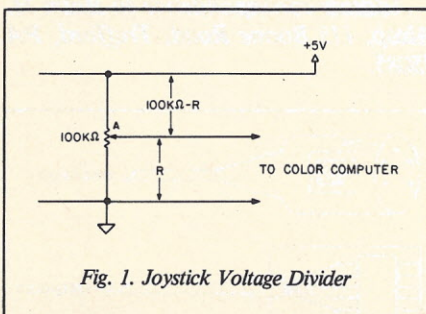 +5V
100KΩ-R
A
100KΩ
R
TO COLOR COMPUTER
Fig. 1. Joystick Voltage Divider